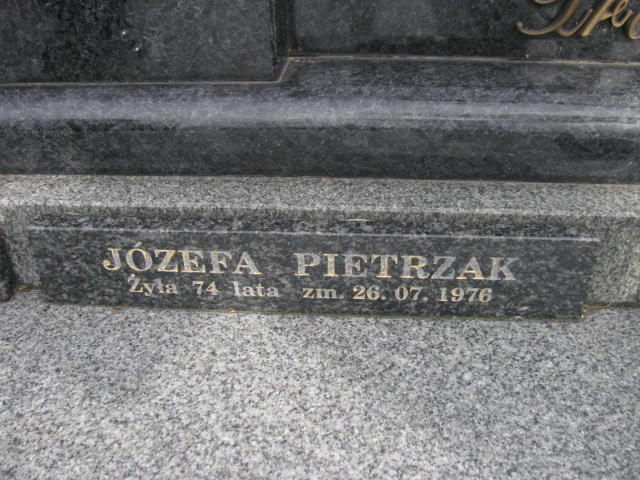 JÓZEFA PIETRZAK
Żyła 74 lata zm. 26. 07. 1976